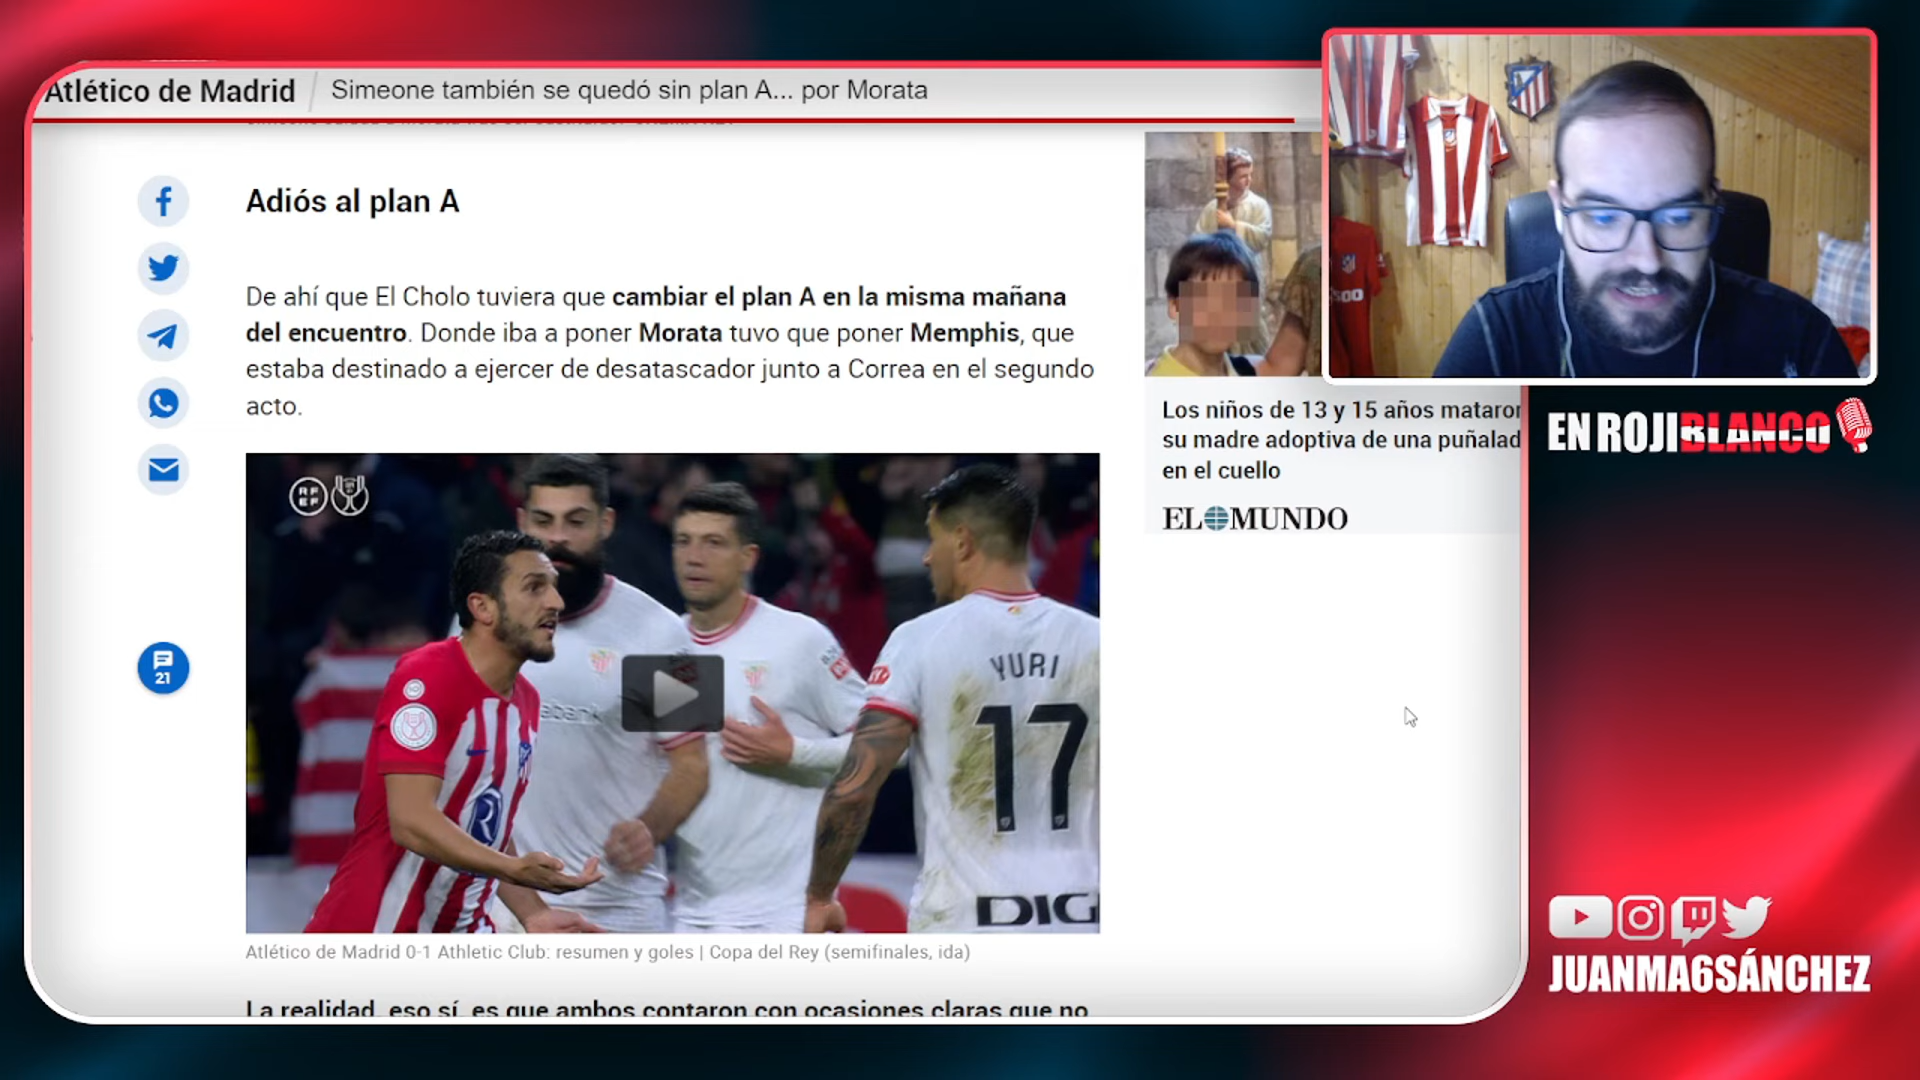 Atlético de Madrid
Simeone también se quedó sin plan A... por Morata
Adiós al plan A
De ahí que El Cholo tuviera que cambiar el plan A en la misma mañana
del encuentro. Donde iba a poner Morata tuvo que poner Memphis, que
estaba destinado a ejercer de desatascador junto a Correa en el segundo
acto.
21
RF
EF
YURI
17
DIG
Atlético de Madrid 0-1 Athletic Club: resumen y goles | Copa del Rey (semifinales, ida)
La realidad, eso sí, es que ambos contaron con ocasiones claras que no
Los niños de 13 y 15 años mataron
su madre adoptiva de una puñalad
en el cuello
EL MUNDO
EN ROJIBLANCO
JUANMA6SÁNCHEZ